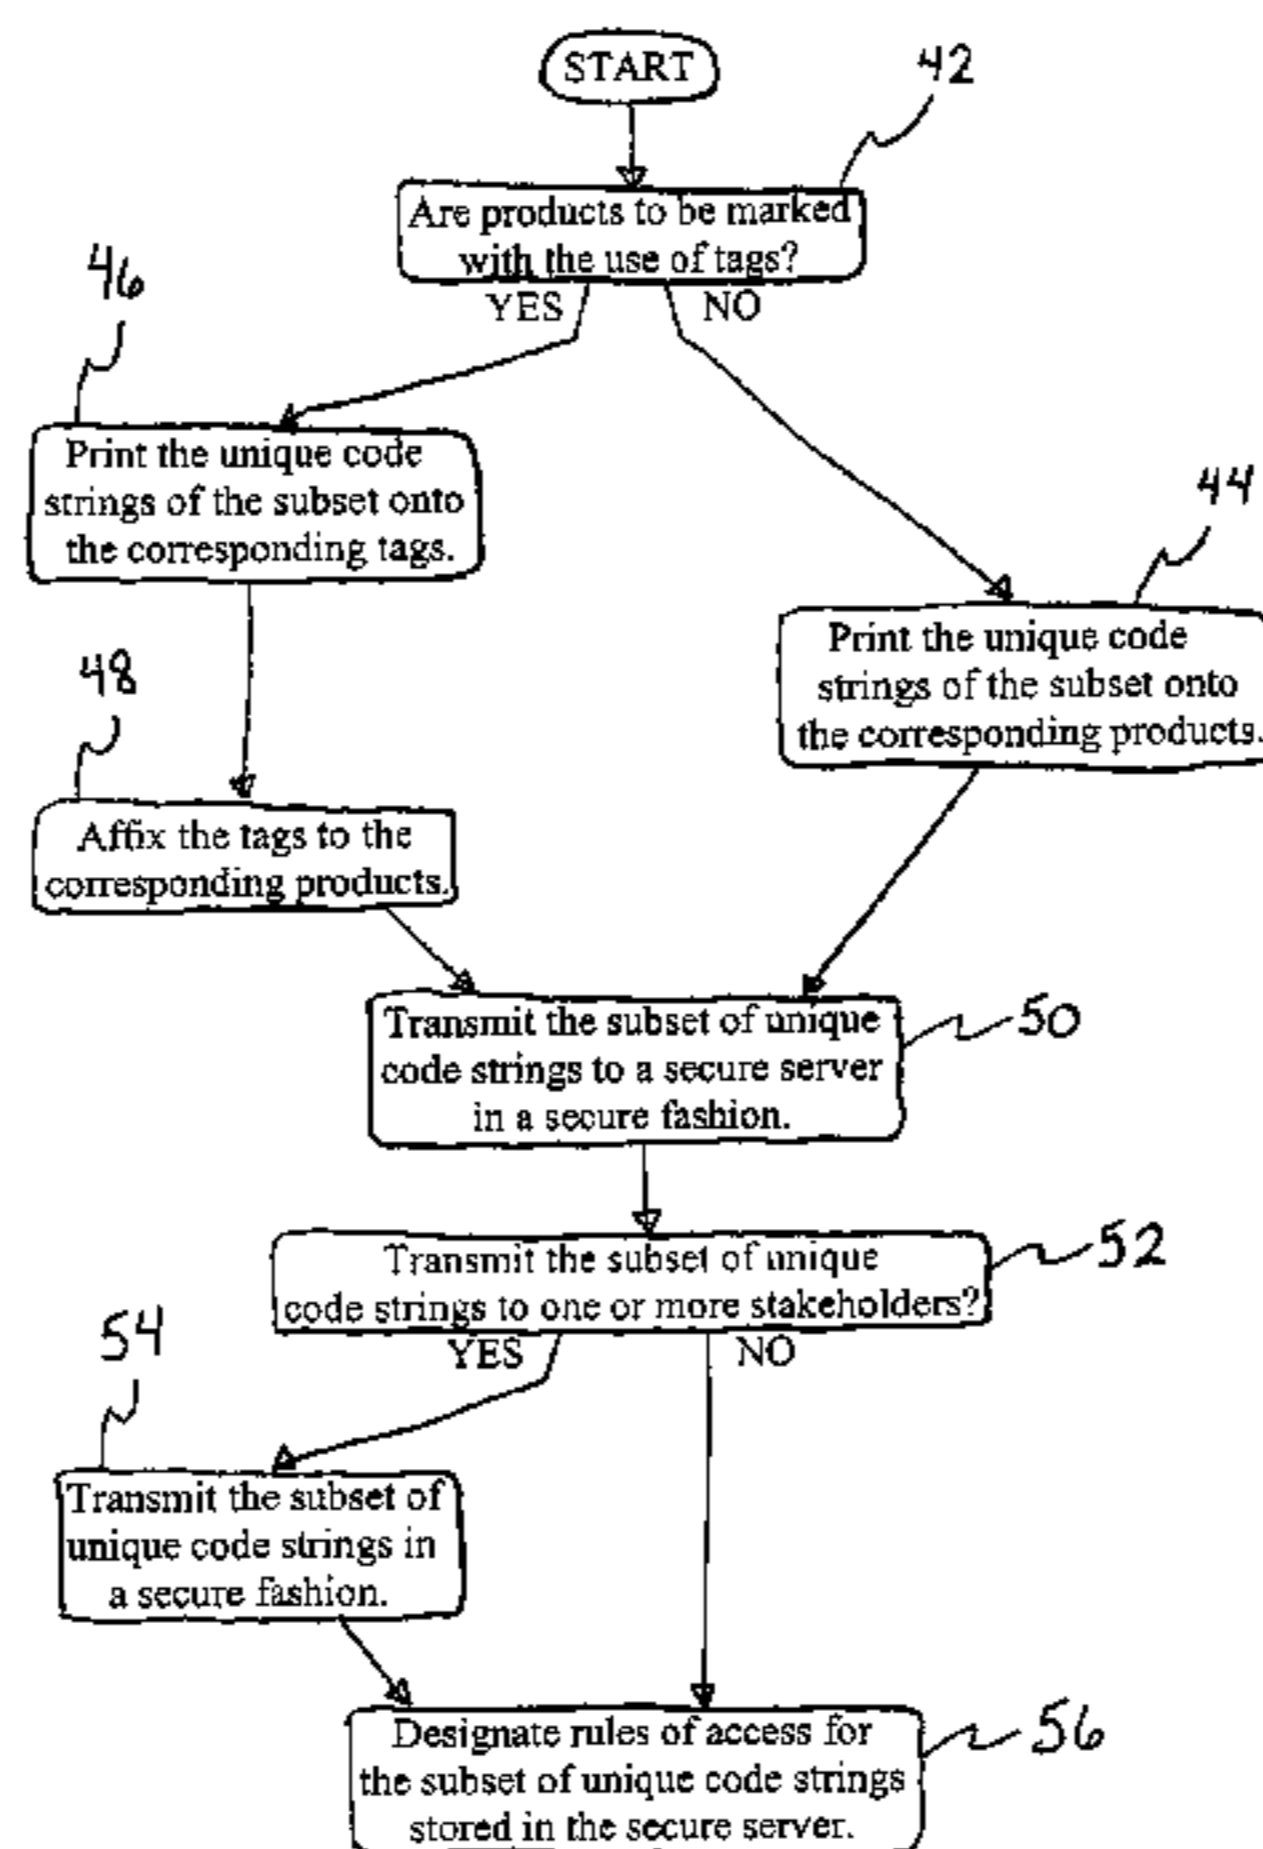 START
42
Are products to be marked
with the use of tags?
YES NO
46
Print the unique code
strings of the subset onto
the corresponding tags.
44
Print the unique code
strings of the subset onto
the corresponding products.
48
Affix the tags to the
corresponding products.
Transmit the subset of unique
code strings to a secure server
in a secure fashion.
50
Transmit the subset of unique
code strings to one or more stakeholders?
52
YES NO
54
Transmit the subset of
unique code strings in
a secure fashion.
Designate rules of access for
the subset of unique code strings
stored in the secure server.
56